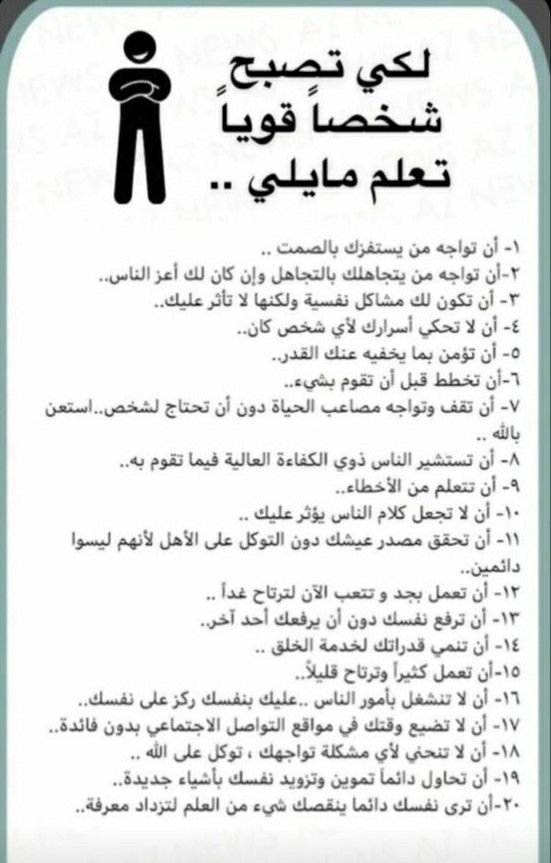 لكي تصبح
شخصاً قوياً
تعلم مايلي ..
١- أن تواجه من يستفزك بالصمت ..
٢-أن تواجه من يتجاهلك بالتجاهل وإن كان لك أعز الناس..
٣- أن تكون لك مشاكل نفسية ولكنها لا تأثر عليك..
٤- أن لا تحكي أسرارك لأي شخص كان..
٥- أن تؤمن بما يخفيه عنك القدر..
٦-أن تخطط قبل أن تقوم بشيء..
٧- أن تقف وتواجه مصاعب الحياة دون أن تحتاج لشخص..استعن
بالله ..
٨- أن تستشير الناس ذوي الكفاءة العالية فيما تقوم به..
٩- أن تتعلم من الأخطاء..
١٠- أن لا تجعل كلام الناس يؤثر عليك ..
١١- أن تحقق مصدر عيشك دون التوكل على الأهل لأنهم ليسوا
دائمين..
١٢- أن تعمل بجد و تتعب الآن لترتاح غداً ..
١٣- أن ترفع نفسك دون أن يرفعك أحد آخر..
١٤- أن تنمي قدراتك لخدمة الخلق ..
١٥-أن تعمل كثيراً وترتاح قليلاً..
١٦- أن لا تنشغل بأمور الناس ..عليك بنفسك ركز على نفسك..
١٧- أن لا تضيع وقتك في مواقع التواصل الاجتماعي بدون فائدة..
١٨- أن لا تنحني لأي مشكلة تواجهك ، توكل على الله ..
١٩- أن تحاول دائماً تموين وتزويد نفسك بأشياء جديدة..
٢٠-أن ترى نفسك دائما ينقصك شيء من العلم لتزداد معرفة..